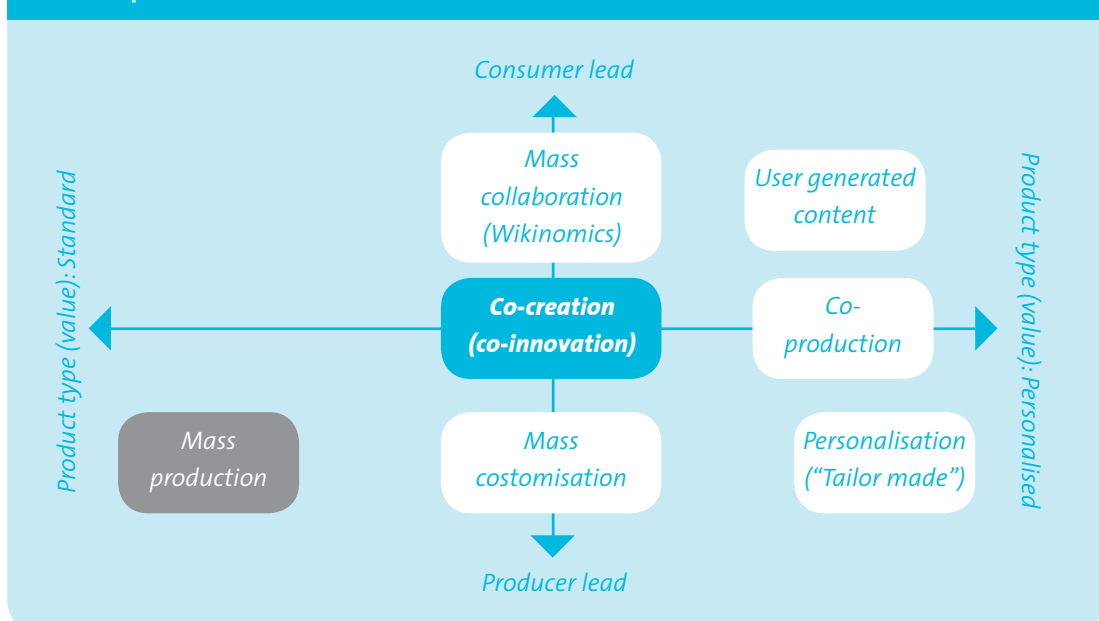 Consumer lead
Mass
collaboration
(Wikinomics)
User generated
content
Product type (value): Standard
Product type (value): Personalised
Co-creation
(co-innovation)
Co-
production
Mass
production
Mass
costomisation
Personalisation
(“Tailor made”)
Producer lead